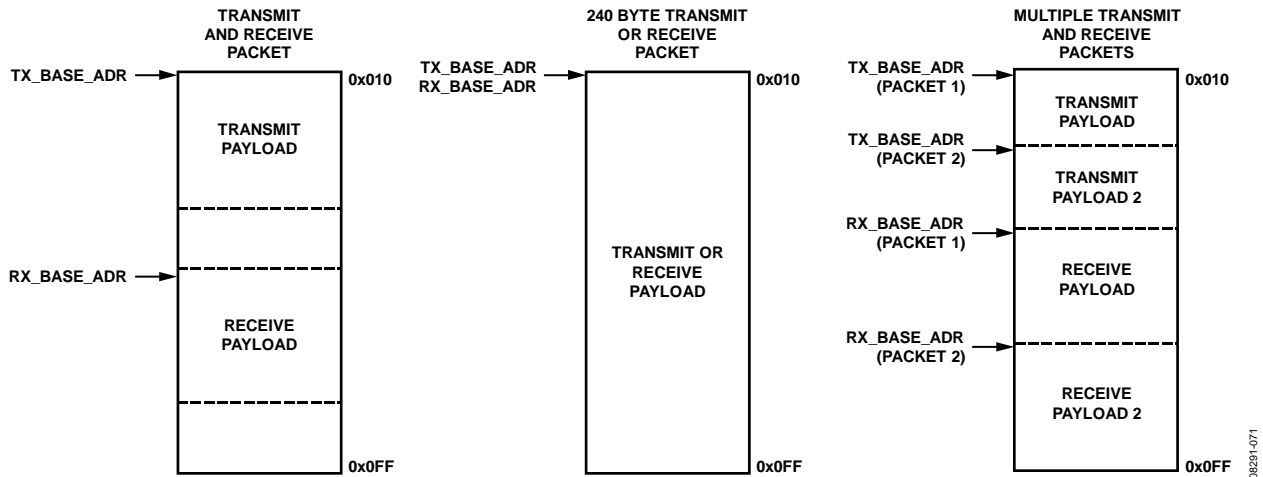 TRANSMIT
AND RECEIVE
PACKET
TX_BASE_ADR
0x010
TRANSMIT
PAYLOAD
RX_BASE_ADR
RECEIVE
PAYLOAD
0x0FF
240 BYTE TRANSMIT
OR RECEIVE
PACKET
TX_BASE_ADR
RX_BASE_ADR
0x010
TRANSMIT OR
RECEIVE
PAYLOAD
0x0FF
MULTIPLE TRANSMIT
AND RECEIVE
PACKETS
TX_BASE_ADR
(PACKET 1)
0x010
TRANSMIT
PAYLOAD
TX_BASE_ADR
(PACKET 2)
TRANSMIT
PAYLOAD 2
RX_BASE_ADR
(PACKET 1)
RECEIVE
PAYLOAD
RX_BASE_ADR
(PACKET 2)
RECEIVE
PAYLOAD 2
0x0FF
08291-071